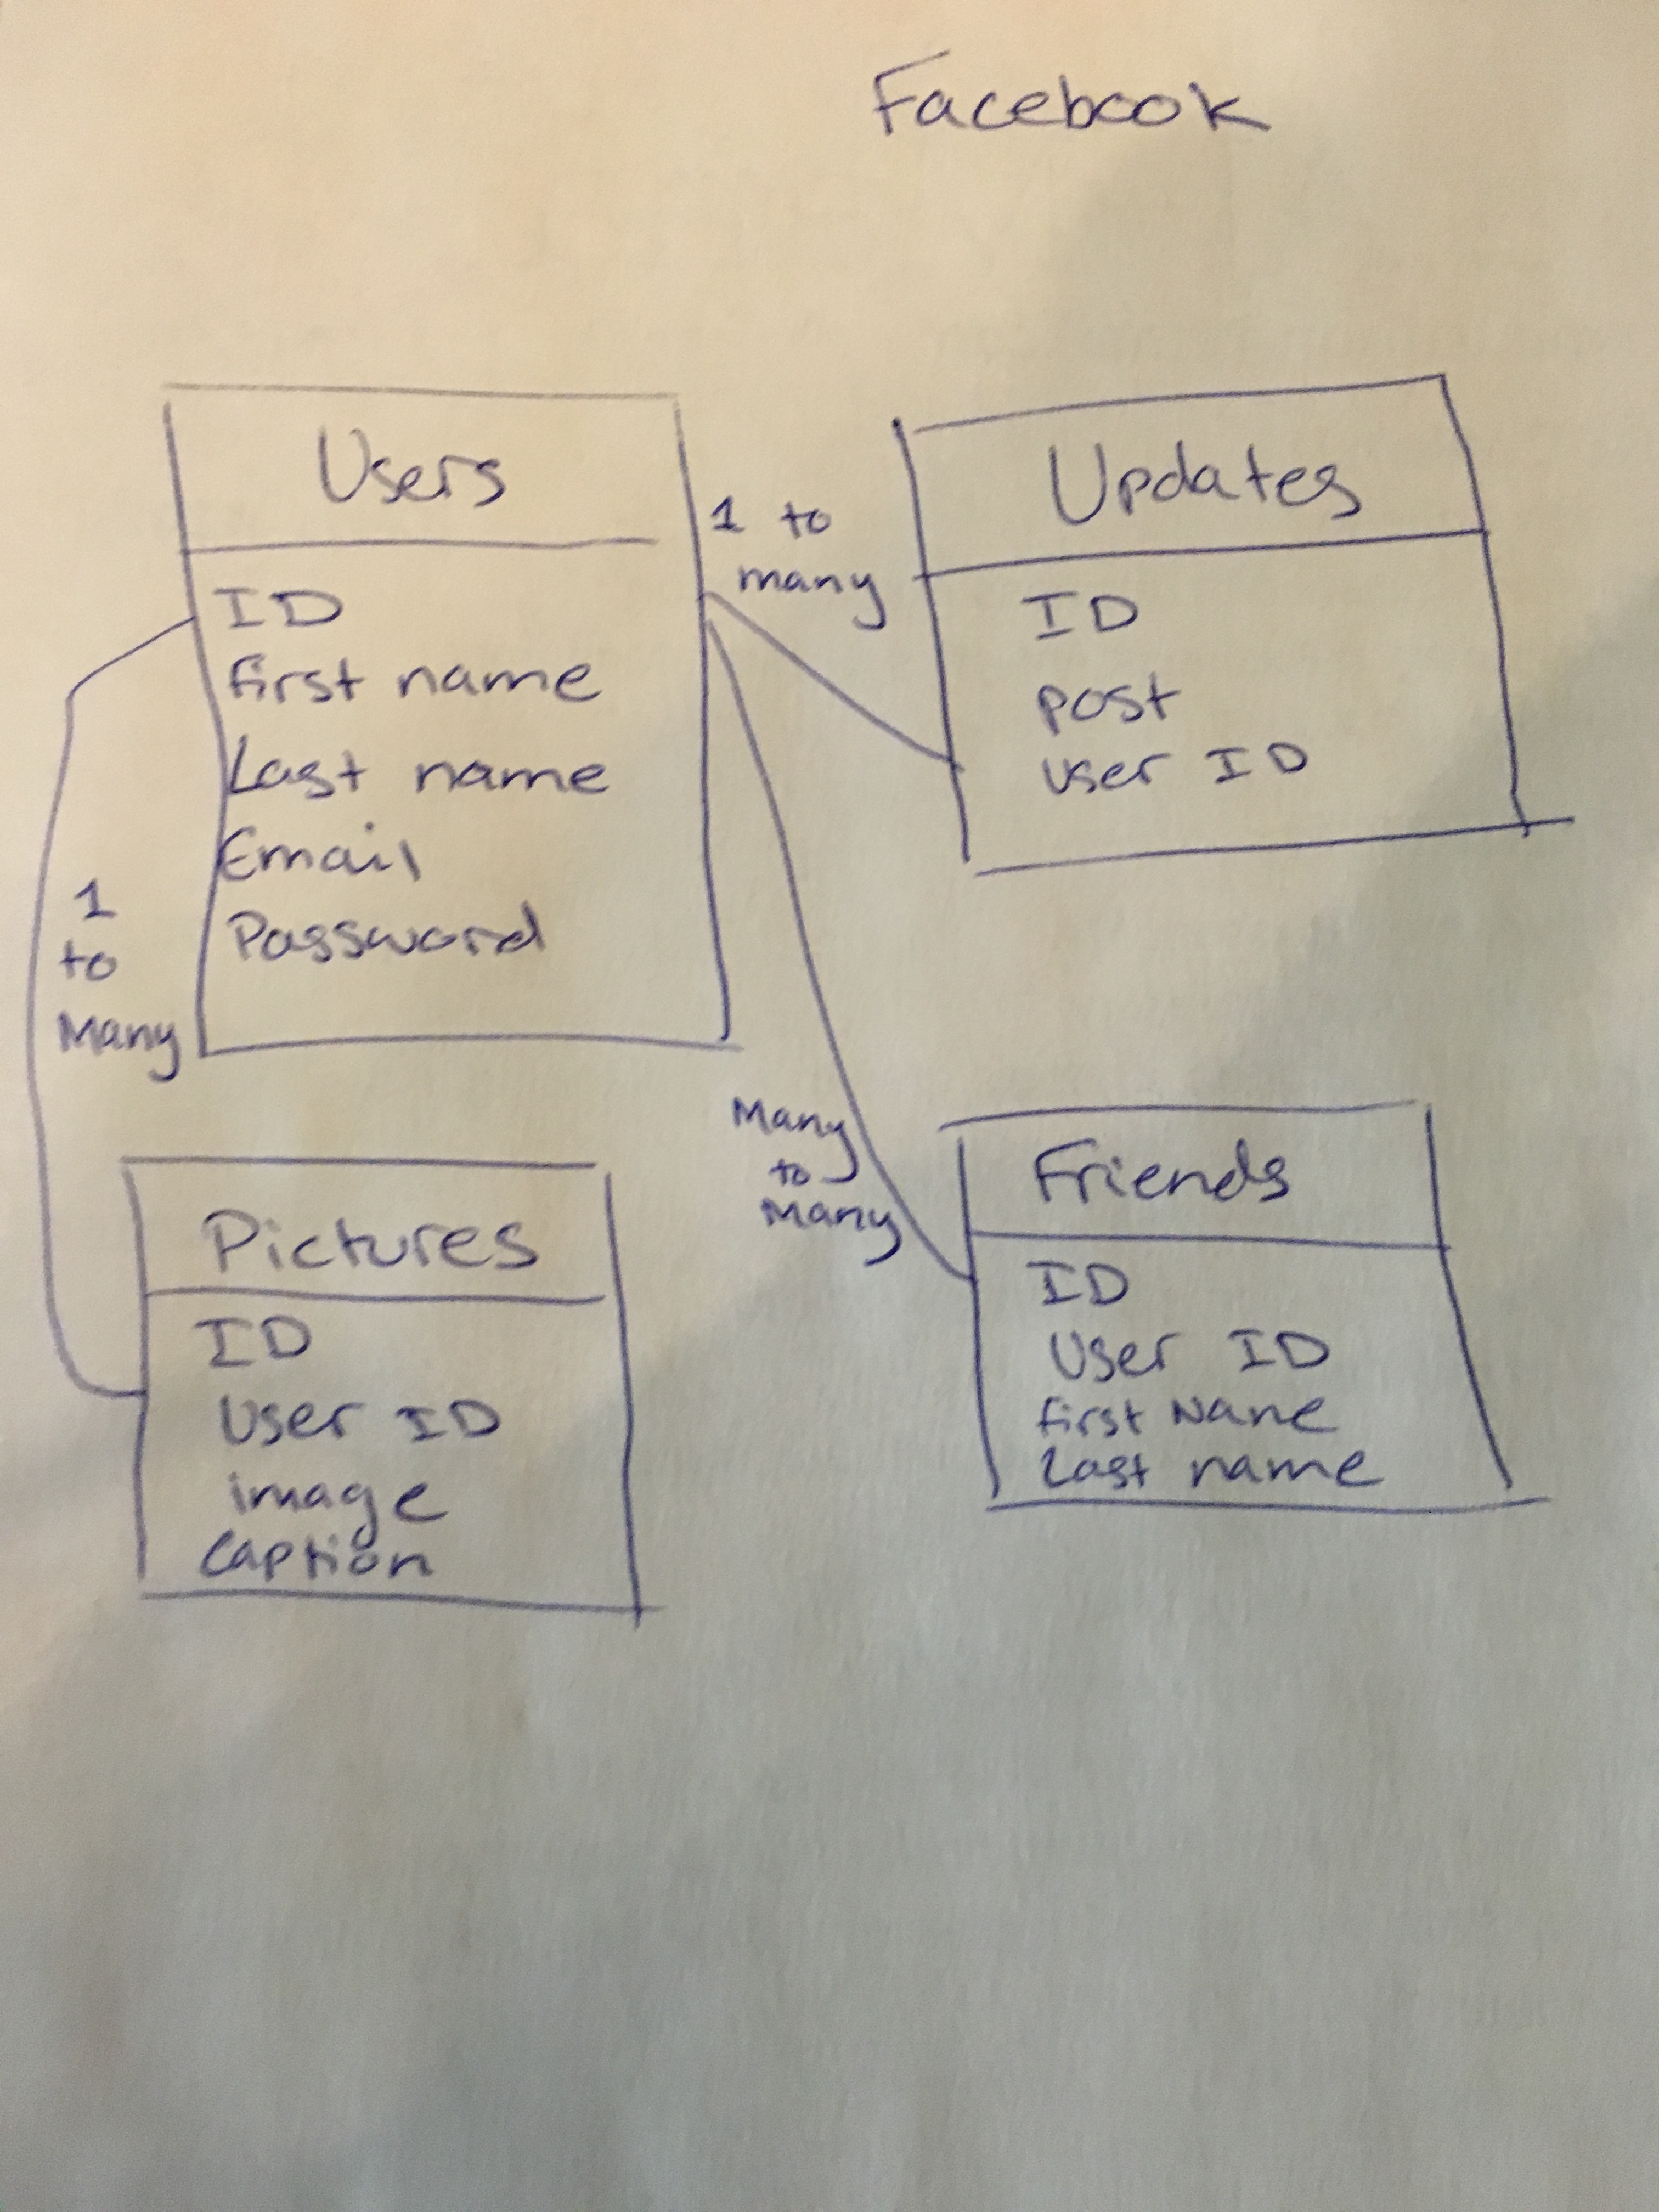 Facebook
Users
ID
first name
Last name
Email
Password
1 to
many
Updates
ID
post
user ID
1
to
Many
Many
to
Many
Pictures
ID
User ID
image
Caption
Friends
ID
User ID
first Name
Last name